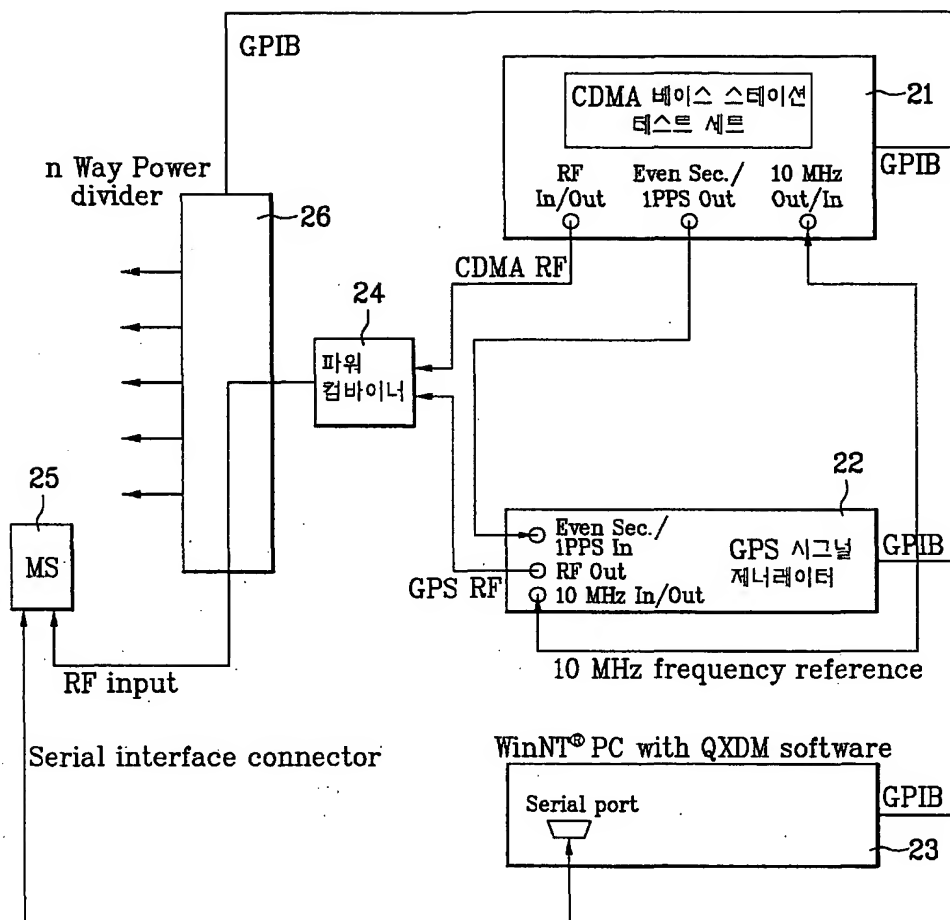 GPIB
CDMA 베이스 스테이션
테스트 세트
21
GPIB
n Way Power
divider
26
RF
In/Out
Even Sec./
1PPS Out
10 MHz
Out/In
CDMA RF
24
파워
컴바이너
25
MS
22
Even Sec./
1PPS In
RF Out
10 MHz In/Out
GPS 시그널
제너레이터
GPIB
GPS RF
RF input
10 MHz frequency reference
Serial interface connector
WinNT® PC with QXDM software
Serial port
GPIB
23